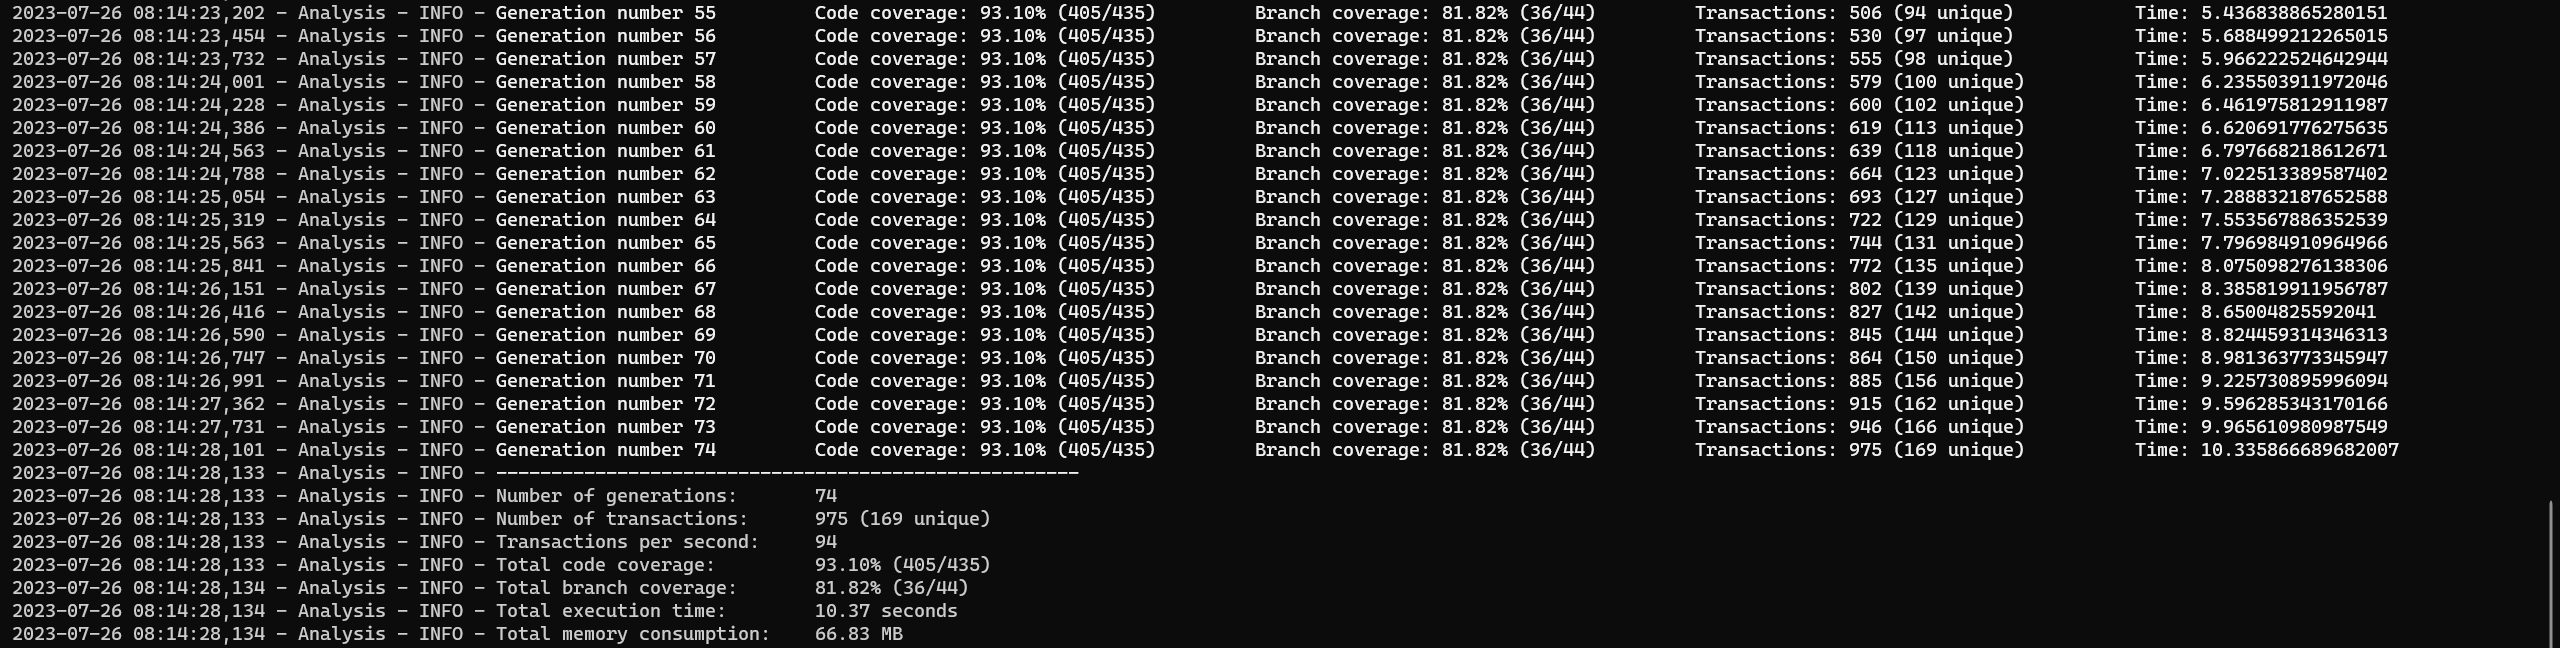 2023-07-26 08:14:23,202 - Analysis - INFO - Generation number 55 Code coverage: 93.10% (405/435) Branch coverage: 81.82% (36/44) Transactions: 506 (94 unique) Time: 5.436838865280151
2023-07-26 08:14:23,454 - Analysis - INFO - Generation number 56 Code coverage: 93.10% (405/435) Branch coverage: 81.82% (36/44) Transactions: 530 (97 unique) Time: 5.688499212265015
2023-07-26 08:14:23,732 - Analysis - INFO - Generation number 57 Code coverage: 93.10% (405/435) Branch coverage: 81.82% (36/44) Transactions: 555 (98 unique) Time: 5.966222524642944
2023-07-26 08:14:24,001 - Analysis - INFO - Generation number 58 Code coverage: 93.10% (405/435) Branch coverage: 81.82% (36/44) Transactions: 579 (100 unique) Time: 6.235503911972046
2023-07-26 08:14:24,228 - Analysis - INFO - Generation number 59 Code coverage: 93.10% (405/435) Branch coverage: 81.82% (36/44) Transactions: 600 (102 unique) Time: 6.461975812911987
2023-07-26 08:14:24,386 - Analysis - INFO - Generation number 60 Code coverage: 93.10% (405/435) Branch coverage: 81.82% (36/44) Transactions: 619 (113 unique) Time: 6.620691776275635
2023-07-26 08:14:24,563 - Analysis - INFO - Generation number 61 Code coverage: 93.10% (405/435) Branch coverage: 81.82% (36/44) Transactions: 639 (118 unique) Time: 6.797668218612671
2023-07-26 08:14:24,788 - Analysis - INFO - Generation number 62 Code coverage: 93.10% (405/435) Branch coverage: 81.82% (36/44) Transactions: 664 (123 unique) Time: 7.022513389587402
2023-07-26 08:14:25,054 - Analysis - INFO - Generation number 63 Code coverage: 93.10% (405/435) Branch coverage: 81.82% (36/44) Transactions: 693 (127 unique) Time: 7.288832187652588
2023-07-26 08:14:25,319 - Analysis - INFO - Generation number 64 Code coverage: 93.10% (405/435) Branch coverage: 81.82% (36/44) Transactions: 722 (129 unique) Time: 7.553567886352539
2023-07-26 08:14:25,563 - Analysis - INFO - Generation number 65 Code coverage: 93.10% (405/435) Branch coverage: 81.82% (36/44) Transactions: 744 (131 unique) Time: 7.796984910964966
2023-07-26 08:14:25,841 - Analysis - INFO - Generation number 66 Code coverage: 93.10% (405/435) Branch coverage: 81.82% (36/44) Transactions: 772 (135 unique) Time: 8.075098276138306
2023-07-26 08:14:26,151 - Analysis - INFO - Generation number 67 Code coverage: 93.10% (405/435) Branch coverage: 81.82% (36/44) Transactions: 802 (139 unique) Time: 8.385819911956787
2023-07-26 08:14:26,416 - Analysis - INFO - Generation number 68 Code coverage: 93.10% (405/435) Branch coverage: 81.82% (36/44) Transactions: 827 (142 unique) Time: 8.65004825592041
2023-07-26 08:14:26,590 - Analysis - INFO - Generation number 69 Code coverage: 93.10% (405/435) Branch coverage: 81.82% (36/44) Transactions: 845 (144 unique) Time: 8.824459314346313
2023-07-26 08:14:26,747 - Analysis - INFO - Generation number 70 Code coverage: 93.10% (405/435) Branch coverage: 81.82% (36/44) Transactions: 864 (150 unique) Time: 8.981363773345947
2023-07-26 08:14:26,991 - Analysis - INFO - Generation number 71 Code coverage: 93.10% (405/435) Branch coverage: 81.82% (36/44) Transactions: 885 (156 unique) Time: 9.225730895996094
2023-07-26 08:14:27,362 - Analysis - INFO - Generation number 72 Code coverage: 93.10% (405/435) Branch coverage: 81.82% (36/44) Transactions: 915 (162 unique) Time: 9.596285343170166
2023-07-26 08:14:27,731 - Analysis - INFO - Generation number 73 Code coverage: 93.10% (405/435) Branch coverage: 81.82% (36/44) Transactions: 946 (166 unique) Time: 9.965610980987549
2023-07-26 08:14:28,101 - Analysis - INFO - Generation number 74 Code coverage: 93.10% (405/435) Branch coverage: 81.82% (36/44) Transactions: 975 (169 unique) Time: 10.335866689682007
2023-07-26 08:14:28,133 - Analysis - INFO - -----------------------------------------------------
2023-07-26 08:14:28,133 - Analysis - INFO - Number of generations: 74
2023-07-26 08:14:28,133 - Analysis - INFO - Number of transactions: 975 (169 unique)
2023-07-26 08:14:28,133 - Analysis - INFO - Transactions per second: 94
2023-07-26 08:14:28,133 - Analysis - INFO - Total code coverage: 93.10% (405/435)
2023-07-26 08:14:28,134 - Analysis - INFO - Total branch coverage: 81.82% (36/44)
2023-07-26 08:14:28,134 - Analysis - INFO - Total execution time: 10.37 seconds
2023-07-26 08:14:28,134 - Analysis - INFO - Total memory consumption: 66.83 MB